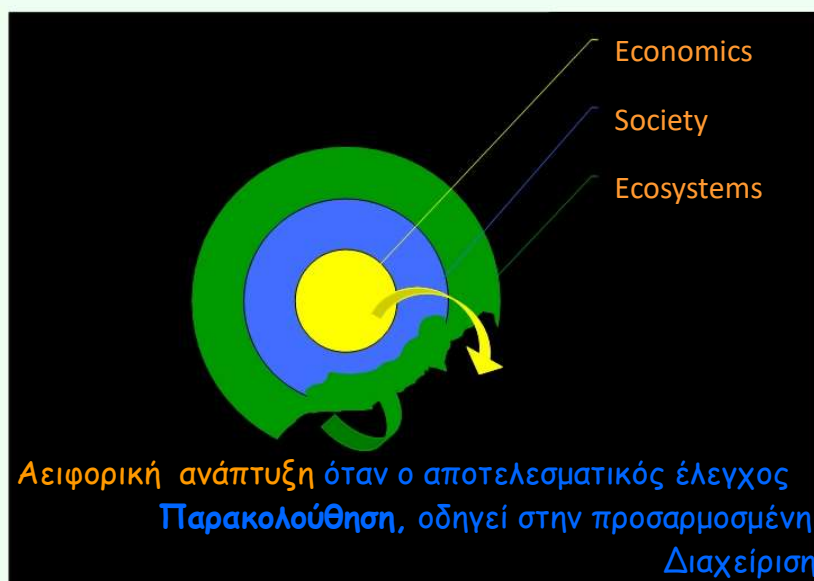 Economics
Society
Ecosystems
Αειφορική ανάπτυξη όταν ο αποτελεσματικός έλεγχος
Παρακολούθηση, οδηγεί στην προσαρμοσμένη
Διαχείριση